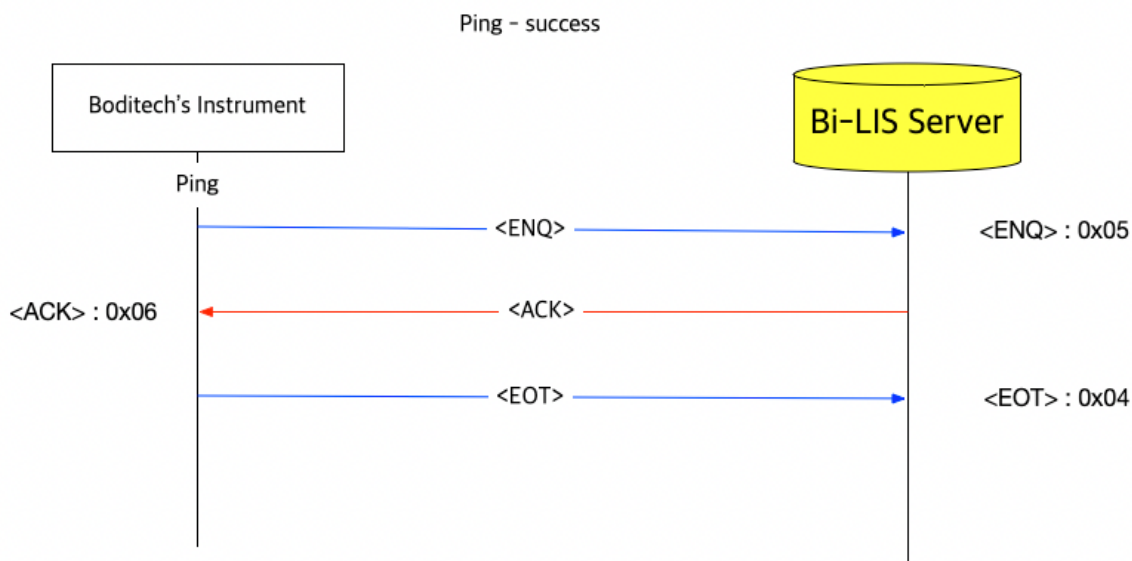 Ping - success
Boditech's Instrument
Bi-LIS Server
Ping
<ENQ>
<ENQ> : 0x05
<ACK> : 0x06
<ACK>
<EOT>
<EOT> : 0x04